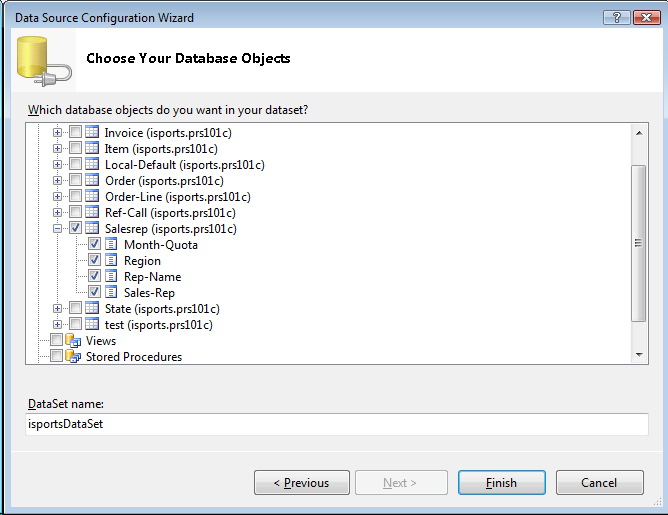 Data Source Configuration Wizard
Choose Your Database Objects
Which database objects do you want in your dataset?
Invoice (isports.prs101c)
Item (isports.prs101c)
Local-Default (isports.prs101c)
Order (isports.prs101c)
Order-Line (isports.prs101c)
Ref-Call (isports.prs101c)
Salesrep (isports.prs101c)
Month-Quota
Region
Rep-Name
Sales-Rep
State (isports.prs101c)
test (isports.prs101c)
Views
Stored Procedures
DataSet name:
isportsDataSet
< Previous Next > Finish Cancel